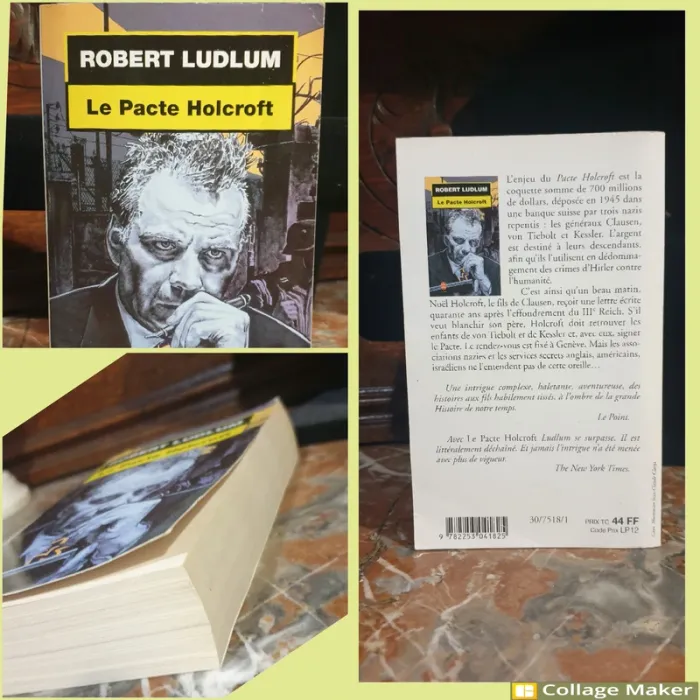 ROBERT LUDLUM
Le Pacte Holcroft
ROBERT LUDLUM
Le Pacte Holcroft
ROBERT LUDLUM
Le Pacte Holcroft
L'enjeu du Pacte Holcroft est la
coquette somme de 700 millions
de dollars, déposée en 1945 dans
une banque suisse par trois nazis
repentis : les généraux Clausen,
von Tiebolt et Kessler. L'argent
est destiné à leurs descendants,
afin qu'ils l'utilisent en dédomma-
gement des crimes d'Hitler contre
l'humanité.
C'est ainsi qu'un beau matin,
Noël Holcroft, le fils de Clausen, reçoit une lettre écrite
quarante ans après l'effondrement du IIIe Reich. S'il
veut blanchir son père, Holcroft doit retrouver les
enfants de von Tiebolt et de Kessler et, avec eux, signer
le Pacte. Le rendez-vous est fixé à Genève. Mais les asso-
ciations nazies et les services secrets anglais, américains,
israéliens ne l'entendent pas de cette oreille...
Une intrigue complexe, haletante, aventureuse, des
histoires aux fils habilement tissés, à l'ombre de la grande
Histoire de notre temps.
Le Point.
Avec Le Pacte Holcroft Ludlum se surpasse. Il est
littéralement déchaîné. Et jamais l'intrigue n'a été menée
avec plus de vigueur.
The New York Times.
9 782253 041825
30/7518/1
PRIX TC 44 FF
Code Prix LP12
Collage Maker